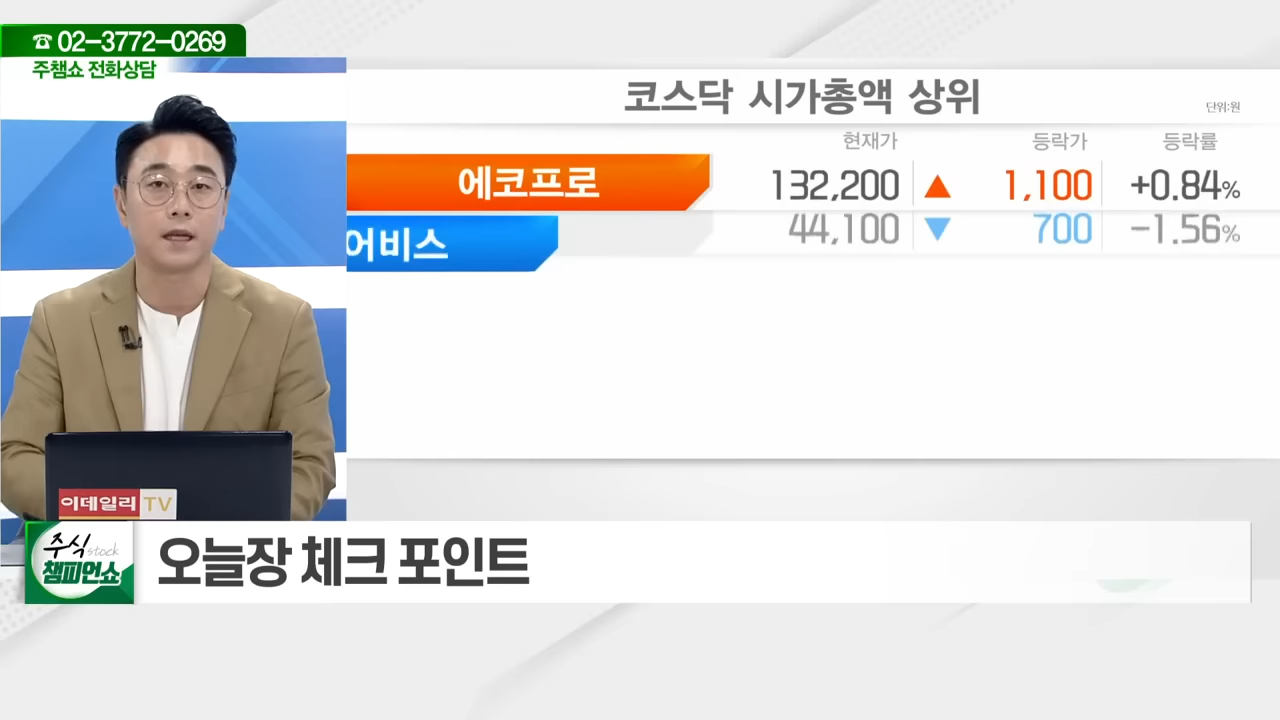 ☎ 02-3772-0269
주챔쇼 전화상담
코스닥 시가총액 상위
단위:원
현재가 등락가 등락률
에코프로 132,200 ▲ 1,100 +0.84%
어비스 44,100 ▼ 700 -1.56%
이데일리 TV
주식 stock
챔피언쇼
오늘장 체크 포인트